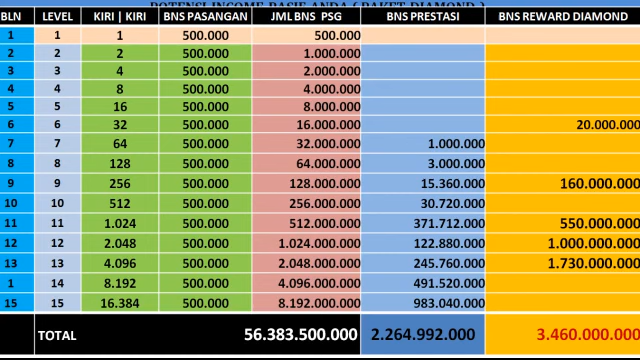 POTENSI INCOME PASIF ANDA ( PAKET DIAMOND )
BLN LEVEL KIRI | KIRI BNS PASANGAN JML BNS PSG BNS PRESTASI BNS REWARD DIAMOND
1 1 1 500.000 500.000
2 2 2 500.000 1.000.000
3 3 4 500.000 2.000.000
4 4 8 500.000 4.000.000
5 5 16 500.000 8.000.000
6 6 32 500.000 16.000.000 20.000.000
7 7 64 500.000 32.000.000 1.000.000
8 8 128 500.000 64.000.000 3.000.000
9 9 256 500.000 128.000.000 15.360.000 160.000.000
10 10 512 500.000 256.000.000 30.720.000
11 11 1.024 500.000 512.000.000 371.712.000 550.000.000
12 12 2.048 500.000 1.024.000.000 122.880.000 1.000.000.000
13 13 4.096 500.000 2.048.000.000 245.760.000 1.730.000.000
1 14 8.192 500.000 4.096.000.000 491.520.000
15 15 16.384 500.000 8.192.000.000 983.040.000
TOTAL 56.383.500.000 2.264.992.000 3.460.000.000